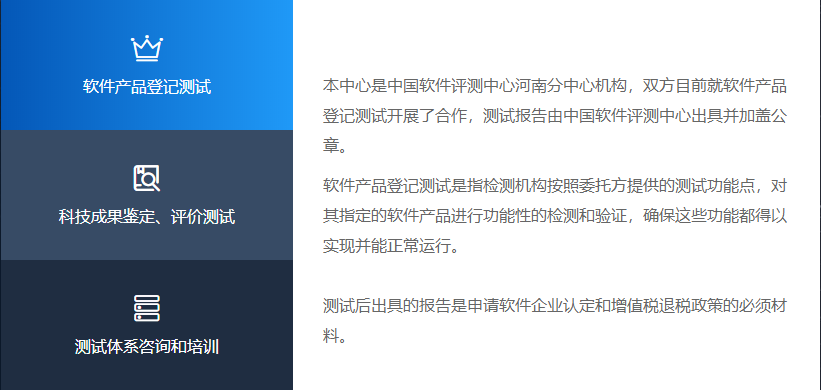 软件产品登记测试
科技成果鉴定、评价测试
测试体系咨询和培训
本中心是中国软件评测中心河南分中心机构，双方目前就软件产品
登记测试开展了合作，测试报告由中国软件评测中心出具并加盖公
章。
软件产品登记测试是指检测机构按照委托方提供的测试功能点，对
其指定的软件产品进行功能性的检测和验证，确保这些功能都得以
实现并能正常运行。
测试后出具的报告是申请软件企业认定和增值税退税政策的必须材
料。